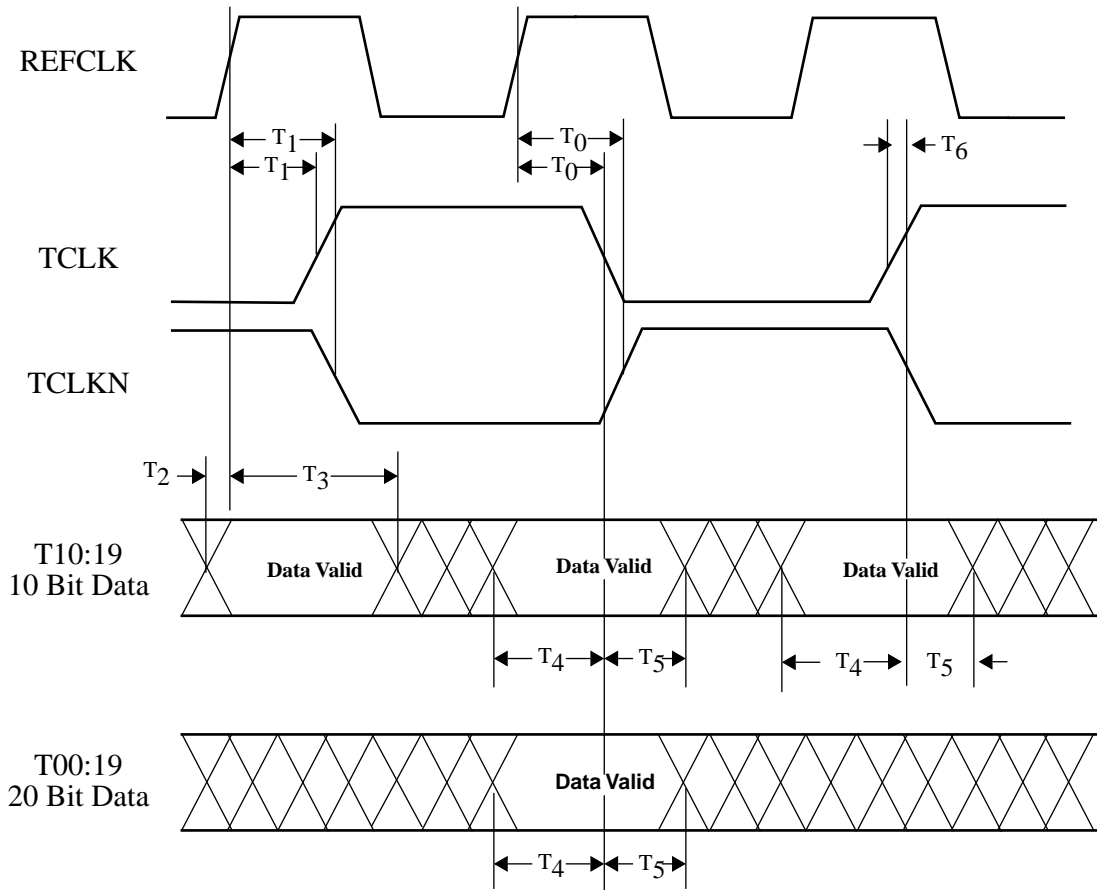 REFCLK
T1
T1
T0
T0
T6
TCLK
TCLKN
T2
T3
T10:19
10 Bit Data
Data Valid
Data Valid
Data Valid
T4
T5
T4
T5
T00:19
20 Bit Data
Data Valid
T4
T5